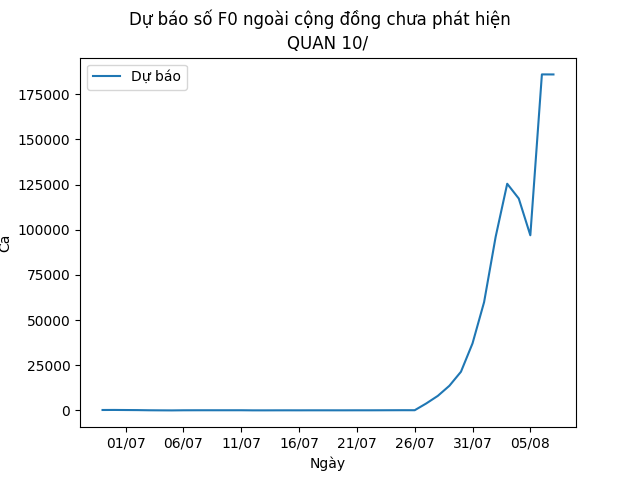 Dự báo số F0 ngoài cộng đồng chưa phát hiện
QUAN 10/
Dự báo
175000
150000
125000
100000
75000
50000
25000
0
Ca
01/07 06/07 11/07 16/07 21/07 26/07 31/07 05/08
Ngày